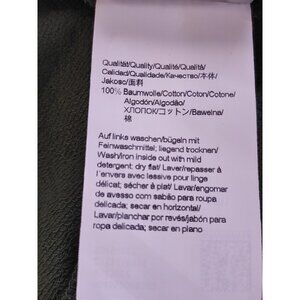 Qualität/Quality/Qualité/Qualità/
Calidad/Qualidade/Качество/本体/
Jakosc/面料
100% Baumwolle/Cotton/Coton/Cotone/
Algodón/Algodão/
ХЛОПОК/コットン/Bawełna/
棉
Auf links waschen/bügeln mit
Feinwaschmittel; liegend trocknen/
Wash/iron inside out with mild
detergent; dry flat/ Laver/repasser à
l'envers avec lessive pour linge
délicat; sécher à plat/ Lavar/engomar
de avesso com sabão para roupa
delicada; secar en horizontal/
Lavar/planchar por revés/jabón para
ropa delicada; secar en plano